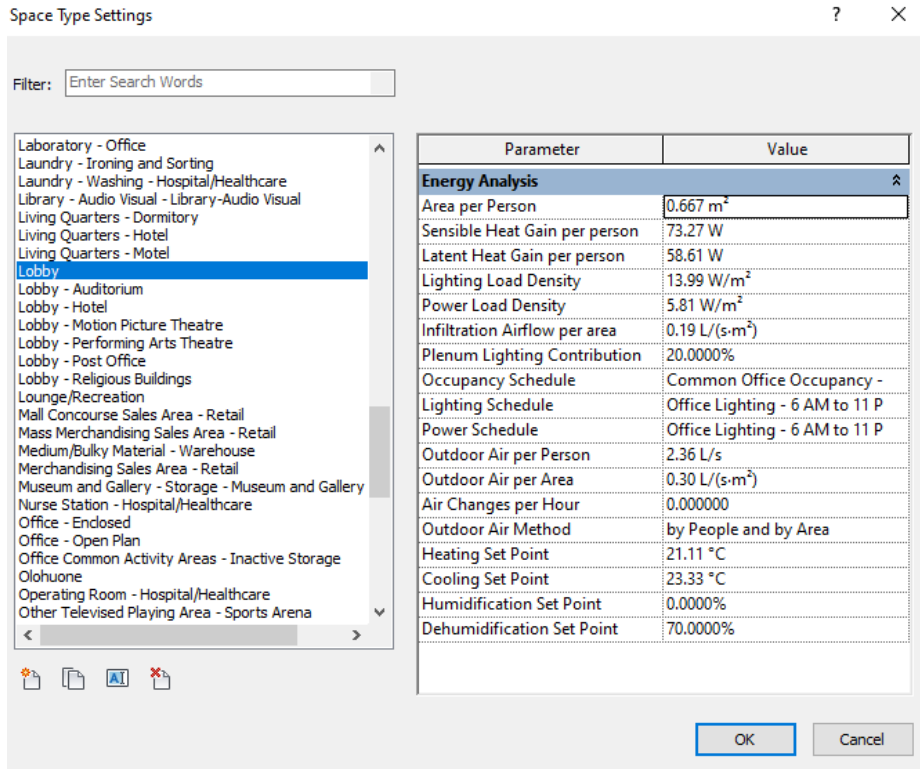 Space Type Settings
Filter: Enter Search Words
Laboratory - Office
Laundry - Ironing and Sorting
Laundry - Washing - Hospital/Healthcare
Library - Audio Visual - Library-Audio Visual
Living Quarters - Dormitory
Living Quarters - Hotel
Living Quarters - Motel
Lobby
Lobby - Auditorium
Lobby - Hotel
Lobby - Motion Picture Theatre
Lobby - Performing Arts Theatre
Lobby - Post Office
Lobby - Religious Buildings
Lounge/Recreation
Mall Concourse Sales Area - Retail
Mass Merchandising Sales Area - Retail
Medium/Bulky Material - Warehouse
Merchandising Sales Area - Retail
Museum and Gallery - Storage - Museum and Gallery
Nurse Station - Hospital/Healthcare
Office - Enclosed
Office - Open Plan
Office Common Activity Areas - Inactive Storage
Olohuone
Operating Room - Hospital/Healthcare
Other Televised Playing Area - Sports Arena
Parameter Value
Energy Analysis
Area per Person 0.667 m²
Sensible Heat Gain per person 73.27 W
Latent Heat Gain per person 58.61 W
Lighting Load Density 13.99 W/m²
Power Load Density 5.81 W/m²
Infiltration Airflow per area 0.19 L/(s·m²)
Plenum Lighting Contribution 20.0000%
Occupancy Schedule Common Office Occupancy -
Lighting Schedule Office Lighting - 6 AM to 11 P
Power Schedule Office Lighting - 6 AM to 11 P
Outdoor Air per Person 2.36 L/s
Outdoor Air per Area 0.30 L/(s·m²)
Air Changes per Hour 0.000000
Outdoor Air Method by People and by Area
Heating Set Point 21.11 °C
Cooling Set Point 23.33 °C
Humidification Set Point 0.0000%
Dehumidification Set Point 70.0000%
OK Cancel